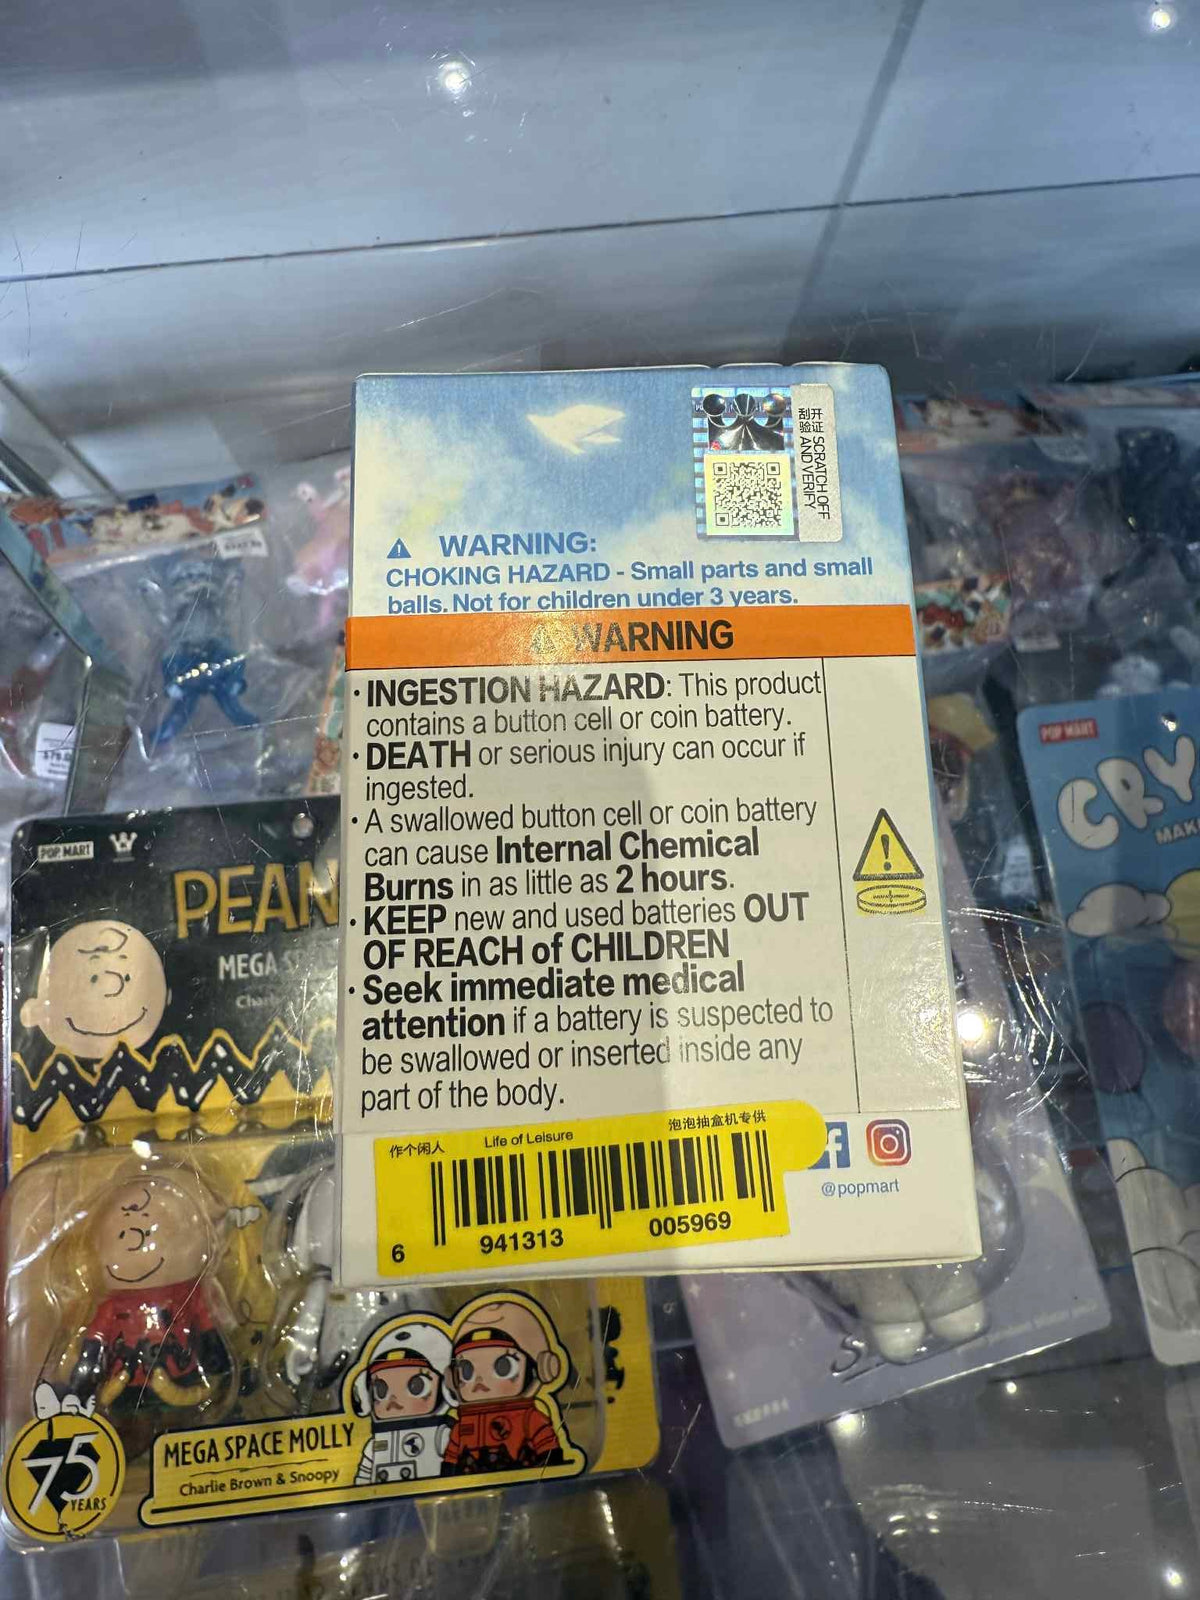 开 证 SCRATCH OFF
刮 验 AND VERIFY
WARNING:
CHOKING HAZARD - Small parts and small
balls. Not for children under 3 years.
WARNING
· INGESTION HAZARD: This product
contains a button cell or coin battery.
· DEATH or serious injury can occur if
ingested.
· A swallowed button cell or coin battery
can cause Internal Chemical
Burns in as little as 2 hours.
· KEEP new and used batteries OUT
OF REACH of CHILDREN
· Seek immediate medical
attention if a battery is suspected to
be swallowed or inserted inside any
part of the body.
作个闲人 Life of Leisure 泡泡抽盒机专供
6 941313 005969
@popmart
POP MART
PEAN
MEGA
MEGA SPACE MOLLY
Charlie Brown & Snoopy
75
YEARS
POP MART
CRY